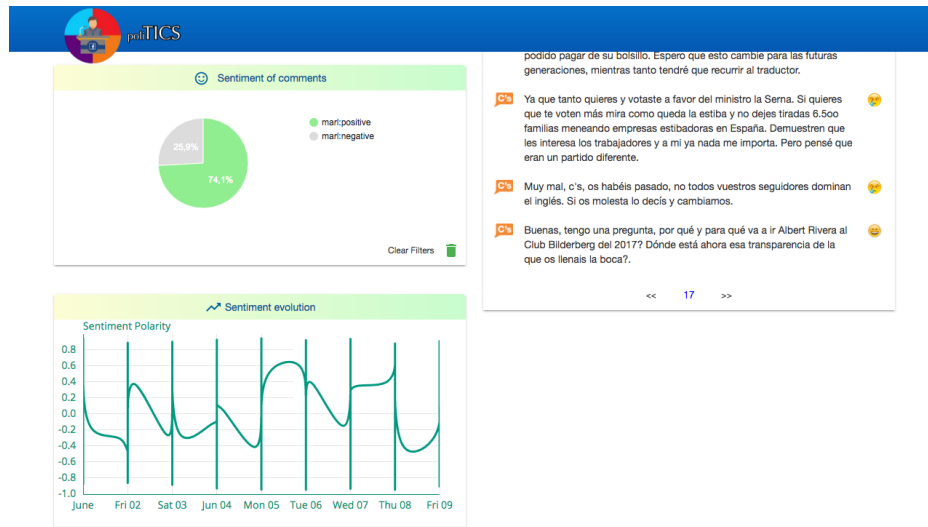 poliTICS
Sentiment of comments
marl:positive
marl:negative
25,9%
74,1%
Clear Filters
Sentiment evolution
Sentiment Polarity
0.8
0.6
0.4
0.2
0.0
-0.2
-0.4
-0.6
-0.8
-1.0
June Fri 02 Sat 03 Jun 04 Mon 05 Tue 06 Wed 07 Thu 08 Fri 09
podido pagar de su bolsillo. Espero que esto cambie para las futuras
generaciones, mientras tanto tendré que recurrir al traductor.
C's
Ya que tanto quieres y votaste a favor del ministro la Serna. Si quieres
que te voten más mira como queda la estiba y no dejes tiradas 6.5oo
familias meneando empresas estibadoras en España. Demuestren que
les interesa los trabajadores y a mi ya nada me importa. Pero pensé que
eran un partido diferente.
C's
Muy mal, c's, os habéis pasado, no todos vuestros seguidores dominan
el inglés. Si os molesta lo decís y cambiamos.
C's
Buenas, tengo una pregunta, por qué y para qué va a ir Albert Rivera al
Club Bilderberg del 2017? Dónde está ahora esa transparencia de la
que os llenais la boca?.
<< 17 >>